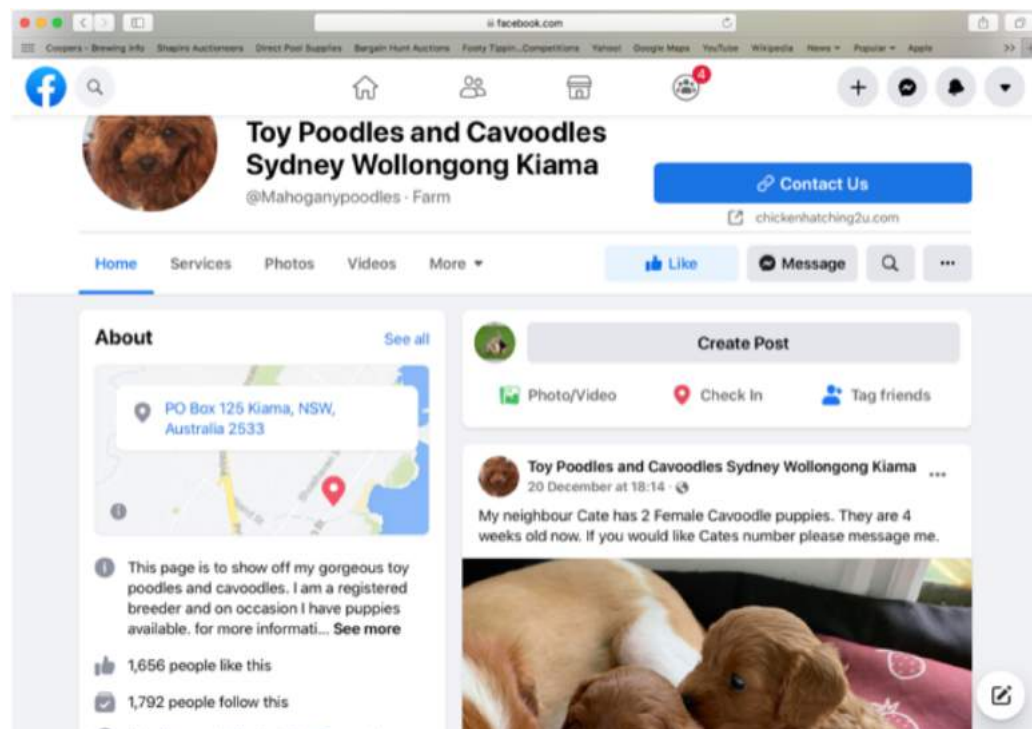 facebook.com
Coopers - Brewing info Shapiro Auctioneers Direct Pool Supplies Bargain Hunt Auctions Footy Tippin...Competitions Yahoo! Google Maps YouTube Wikipedia News Popular Apple >>
4
Toy Poodles and Cavoodles
Sydney Wollongong Kiama
@Mahoganypoodles · Farm
Contact Us
chickenhatching2u.com
Home Services Photos Videos More
Like Message ...
About See all
PO Box 125 Kiama, NSW,
Australia 2533
This page is to show off my gorgeous toy
poodles and cavoodles. I am a registered
breeder and on occasion I have puppies
available. for more informati... See more
1,656 people like this
1,792 people follow this
Create Post
Photo/Video Check In Tag friends
Toy Poodles and Cavoodles Sydney Wollongong Kiama ...
20 December at 18:14 ·
My neighbour Cate has 2 Female Cavoodle puppies. They are 4
weeks old now. If you would like Cates number please message me.